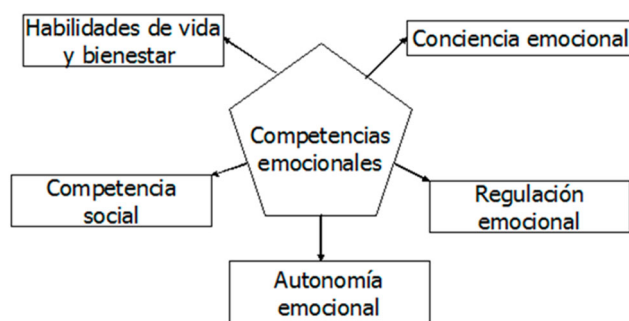 Habilidades de vida
y bienestar
Conciencia emocional
Competencias
emocionales
Competencia
social
Regulación
emocional
Autonomía
emocional